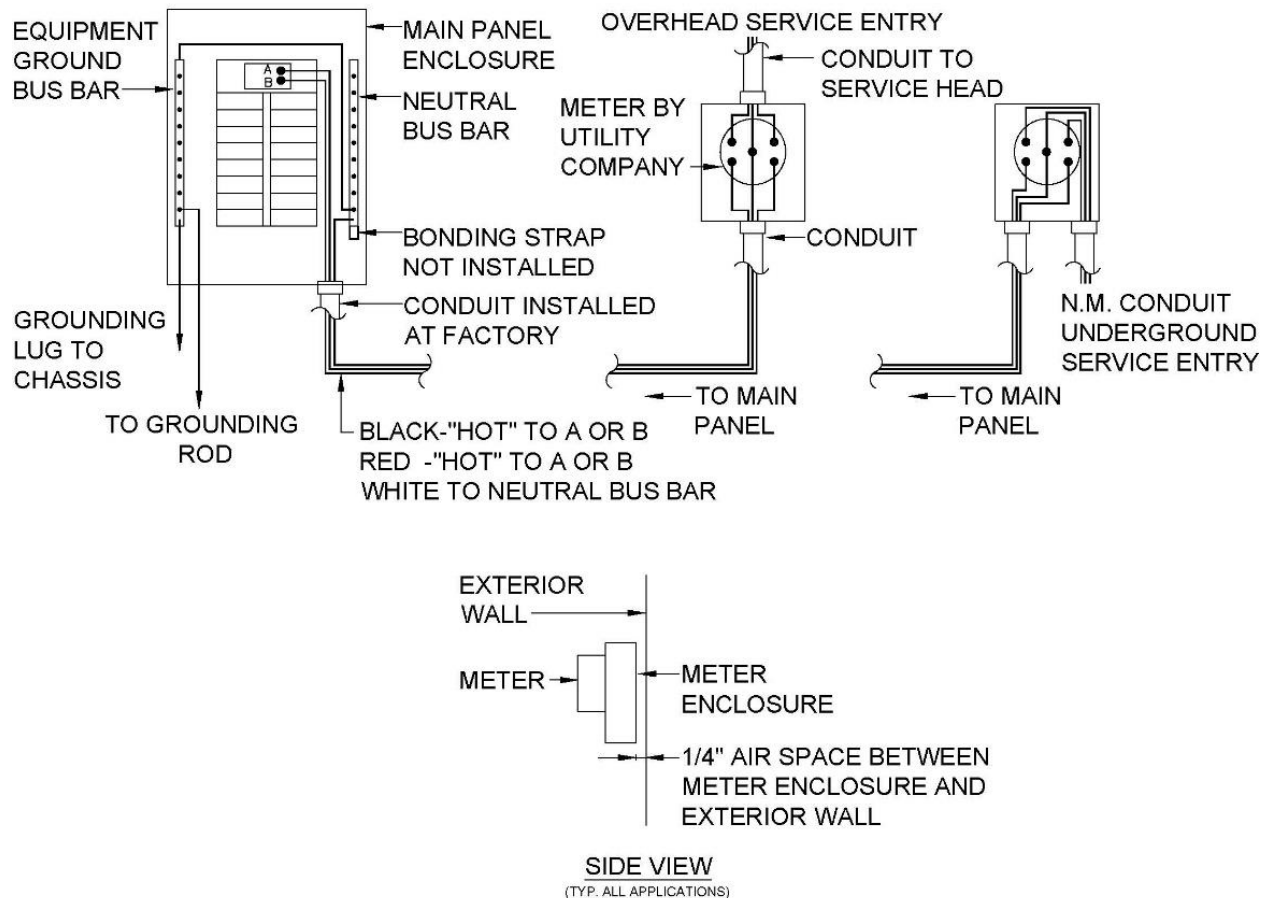 EQUIPMENT
GROUND
BUS BAR
MAIN PANEL
ENCLOSURE
A
B
NEUTRAL
BUS BAR
BONDING STRAP
NOT INSTALLED
CONDUIT INSTALLED
AT FACTORY
GROUNDING
LUG TO
CHASSIS
TO GROUNDING
ROD
BLACK-"HOT" TO A OR B
RED -"HOT" TO A OR B
WHITE TO NEUTRAL BUS BAR
OVERHEAD SERVICE ENTRY
CONDUIT TO
SERVICE HEAD
METER BY
UTILITY
COMPANY
CONDUIT
TO MAIN
PANEL
N.M. CONDUIT
UNDERGROUND
SERVICE ENTRY
TO MAIN
PANEL
EXTERIOR
WALL
METER
METER
ENCLOSURE
1/4" AIR SPACE BETWEEN
METER ENCLOSURE AND
EXTERIOR WALL
SIDE VIEW
(TYP. ALL APPLICATIONS)